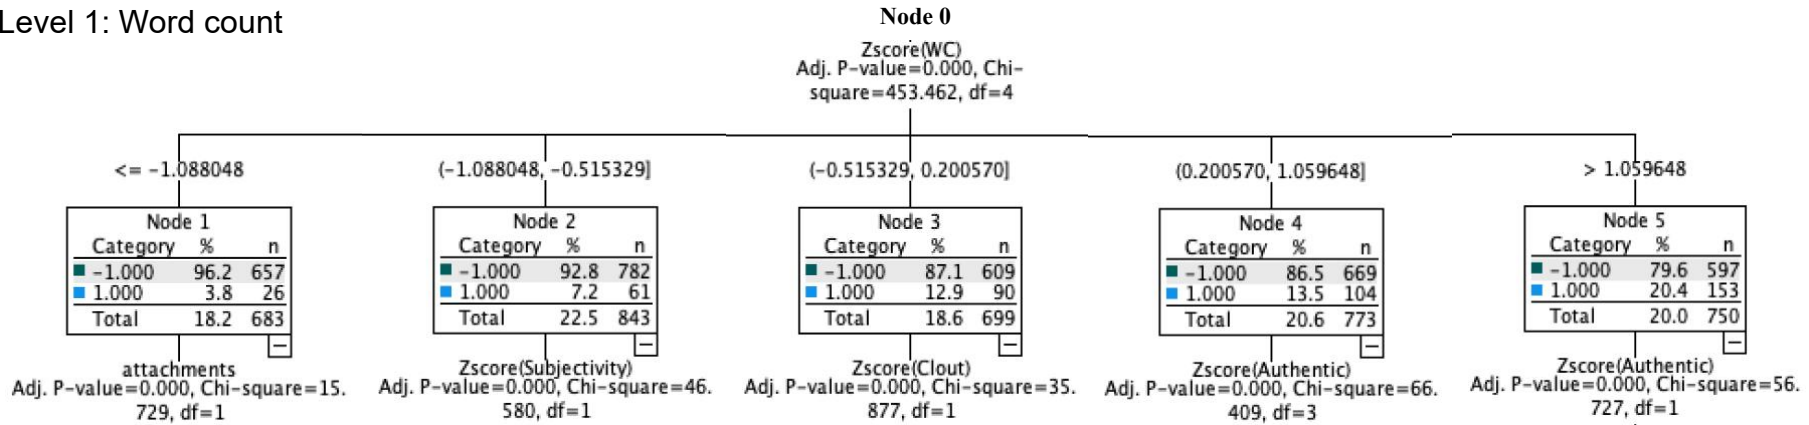 Level 1: Word count
Node 0
Zscore(WC)
Adj. P-value=0.000, Chi-
square=453.462, df=4
<= -1.088048
(-1.088048, -0.515329]
(-0.515329, 0.200570]
(0.200570, 1.059648]
> 1.059648
Node 1
Category % n
-1.000 96.2 657
1.000 3.8 26
Total 18.2 683
attachments
Adj. P-value=0.000, Chi-square=15.
729, df=1
Node 2
Category % n
-1.000 92.8 782
1.000 7.2 61
Total 22.5 843
Zscore(Subjectivity)
Adj. P-value=0.000, Chi-square=46.
580, df=1
Node 3
Category % n
-1.000 87.1 609
1.000 12.9 90
Total 18.6 699
Zscore(Clout)
Adj. P-value=0.000, Chi-square=35.
877, df=1
Node 4
Category % n
-1.000 86.5 669
1.000 13.5 104
Total 20.6 773
Zscore(Authentic)
Adj. P-value=0.000, Chi-square=66.
409, df=3
Node 5
Category % n
-1.000 79.6 597
1.000 20.4 153
Total 20.0 750
Zscore(Authentic)
Adj. P-value=0.000, Chi-square=56.
727, df=1